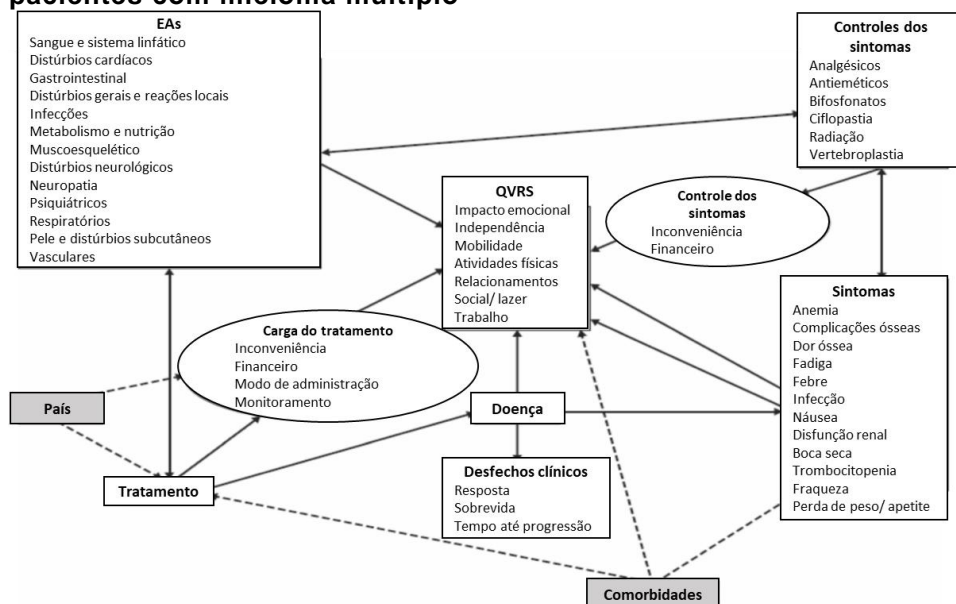 pacientes com mieloma múltiplo
EAs
Sangue e sistema linfático
Distúrbios cardíacos
Gastrointestinal
Distúrbios gerais e reações locais
Infecções
Metabolismo e nutrição
Muscoesquelético
Distúrbios neurológicos
Neuropatia
Psiquiátricos
Respiratórios
Pele e distúrbios subcutâneos
Vasculares
Controles dos
sintomas
Analgésicos
Antieméticos
Bifosfonatos
Ciflopastia
Radiação
Vertebroplastia
QVRS
Impacto emocional
Independência
Mobilidade
Atividades físicas
Relacionamentos
Social/ lazer
Trabalho
Controle dos
sintomas
Inconveniência
Financeiro
Carga do tratamento
Inconveniência
Financeiro
Modo de administração
Monitoramento
Sintomas
Anemia
Complicações ósseas
Dor óssea
Fadiga
Febre
Infecção
Náusea
Disfunção renal
Boca seca
Trombocitopenia
Fraqueza
Perda de peso/ apetite
País
Doença
Tratamento
Desfechos clínicos
Resposta
Sobrevida
Tempo até progressão
Comorbidades